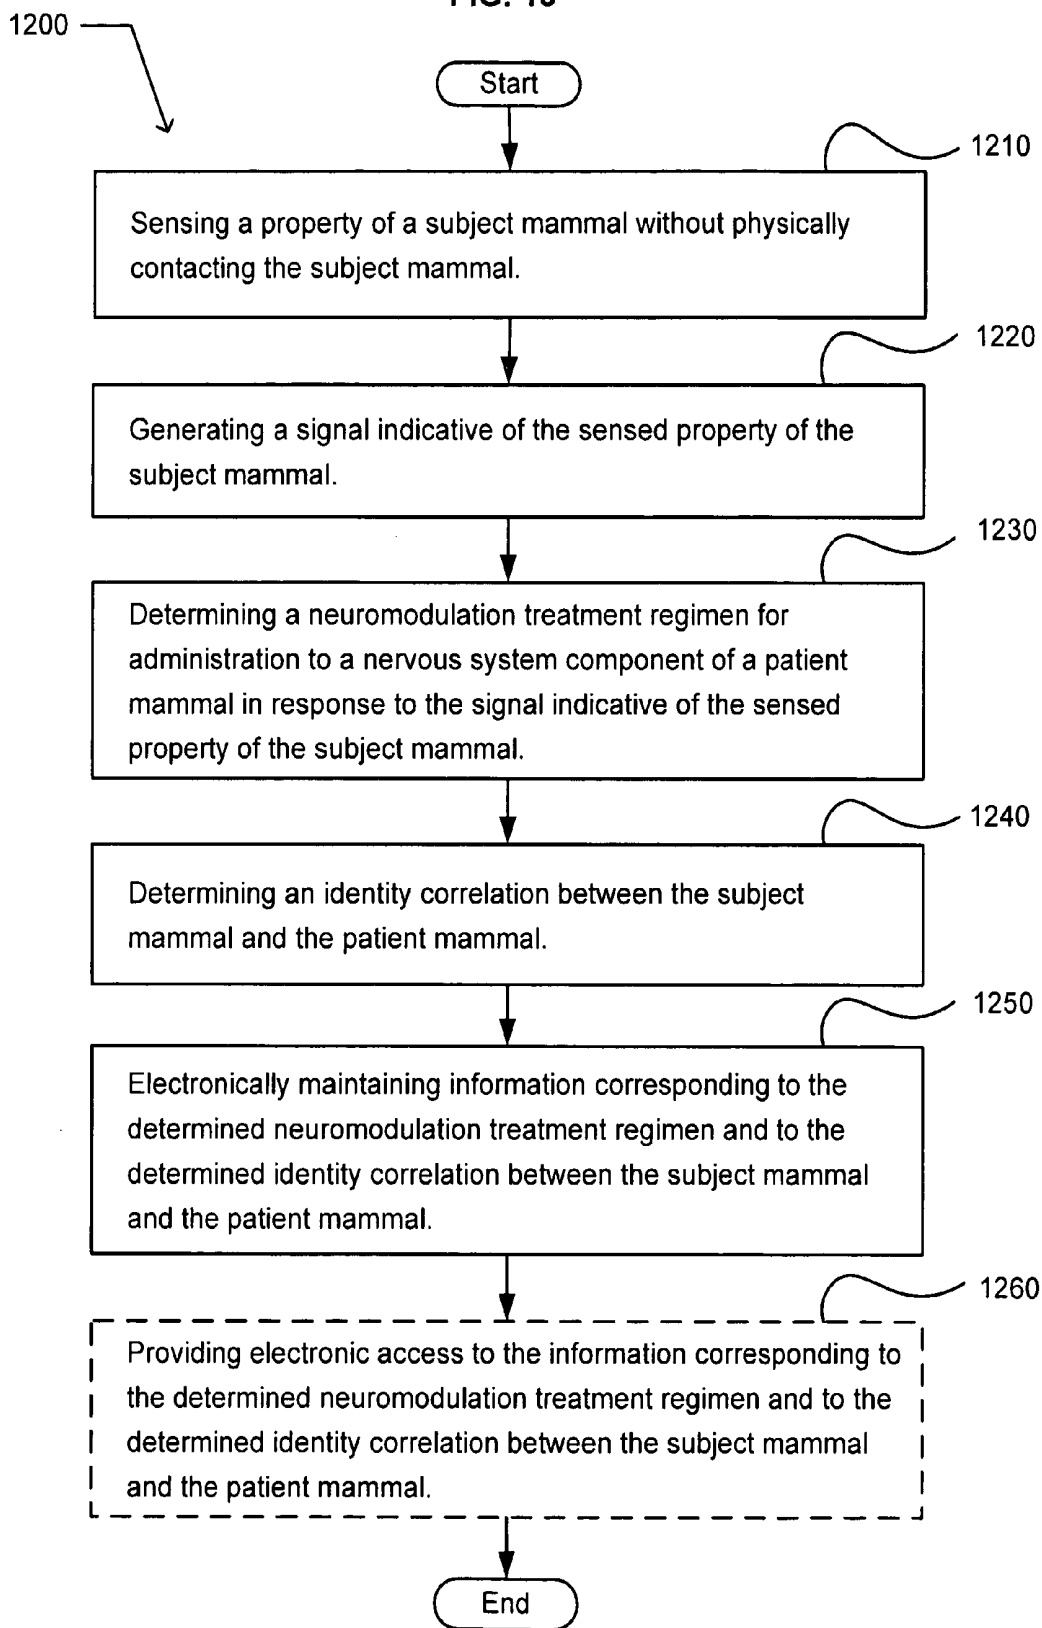 1200
Start
1210
Sensing a property of a subject mammal without physically
contacting the subject mammal.
1220
Generating a signal indicative of the sensed property of the
subject mammal.
1230
Determining a neuromodulation treatment regimen for
administration to a nervous system component of a patient
mammal in response to the signal indicative of the sensed
property of the subject mammal.
1240
Determining an identity correlation between the subject
mammal and the patient mammal.
1250
Electronically maintaining information corresponding to the
determined neuromodulation treatment regimen and to the
determined identity correlation between the subject mammal
and the patient mammal.
1260
Providing electronic access to the information corresponding to
the determined neuromodulation treatment regimen and to the
determined identity correlation between the subject mammal
and the patient mammal.
End